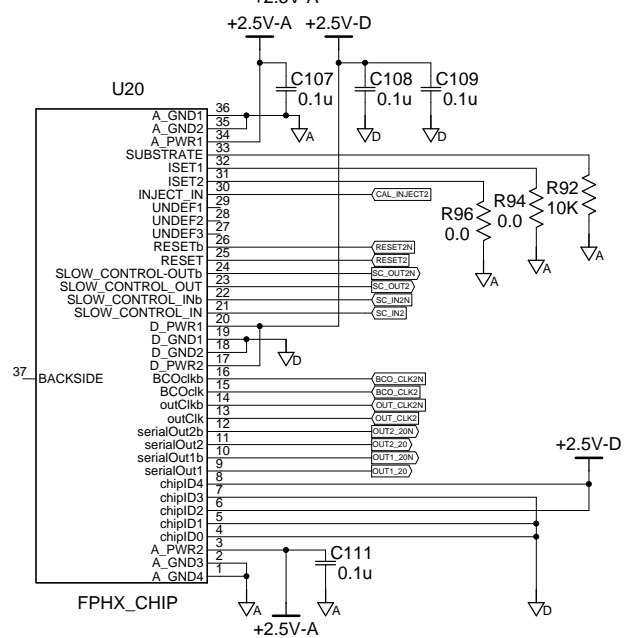 +2.5V-A
+2.5V-A +2.5V-D
C107
0.1u
C108
0.1u
C109
0.1u
A
D
D
U20
A_GND1 36
A_GND2 35
A_PWR1 34
SUBSTRATE 33
ISET1 32
ISET2 31
INJECT_IN 30 CAL_INJECT2
UNDEF1 29
UNDEF2 28
UNDEF3 27
RESETb 26 RESET2N
RESET 25 RESET2
SLOW_CONTROL-OUTb 24 SC_OUT2N
SLOW_CONTROL_OUT 23 SC_OUT2
SLOW_CONTROL_INb 22 SC_IN2N
SLOW_CONTROL_IN 21 SC_IN2
D_PWR1 20
D_GND1 19
D_GND2 18
D_PWR2 17
BCOclkb 16 BCO_CLK2N
BCOclk 15 BCO_CLK2
outClkb 14 OUT_CLK2N
outClk 13 OUT_CLK2
serialOut2b 12 OUT2_20N
serialOut2 11 OUT2_20
serialOut1b 10 OUT1_20N
serialOut1 9 OUT1_20
chipID4 8
chipID3 7
chipID2 6
chipID1 5
chipID0 4
A_PWR2 3
A_GND3 2
A_GND4 1
37 BACKSIDE
R96
0.0
R94
0.0
R92
10K
A
A
A
D
+2.5V-D
C111
0.1u
FPHX_CHIP
A
A
D
+2.5V-A